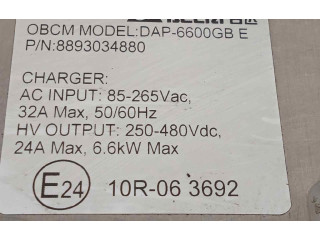 OBCM MODEL:DAP-6600GB E
P/N:8893034880
CHARGER:
AC INPUT: 85-265Vac,
32A Max, 50/60Hz
HV OUTPUT: 250-480Vdc,
24A Max, 6.6kW Max
E24 10R-06 3692